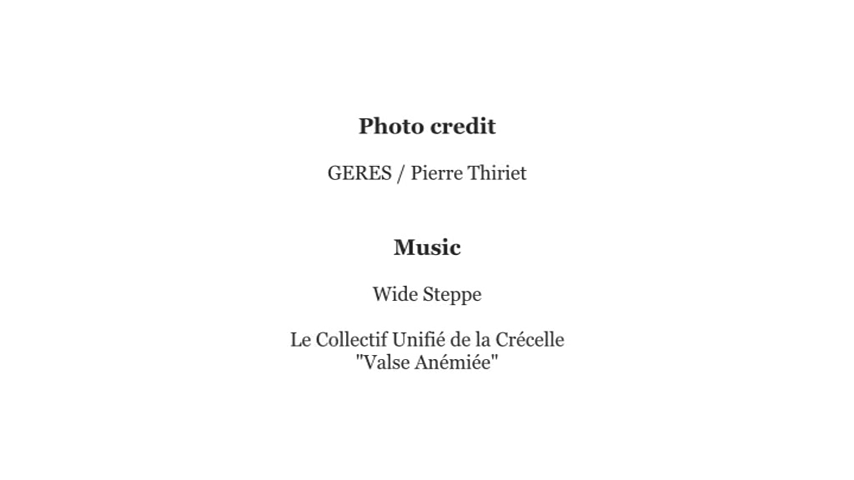 Photo credit
GERES / Pierre Thiriet
Music
Wide Steppe
Le Collectif Unifié de la Crécelle
"Valse Anémiée"